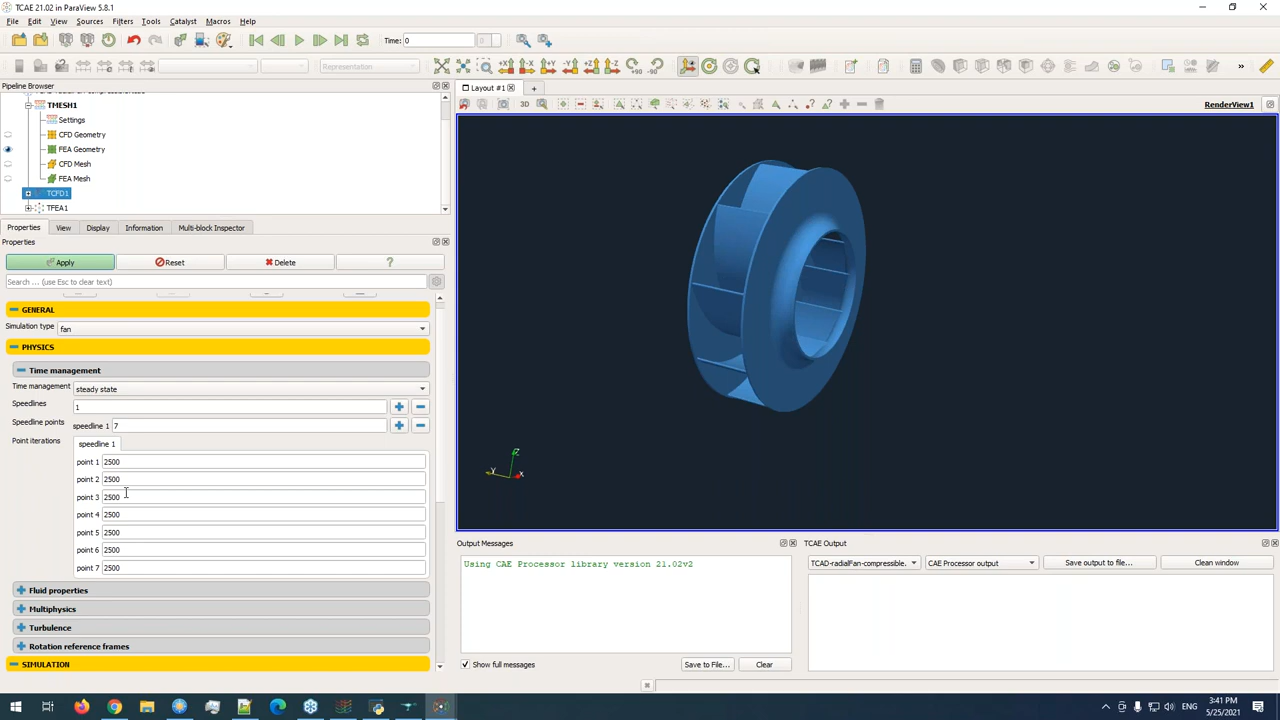 TCAE 21.02 in ParaView 5.8.1
File Edit View Sources Filters Tools Catalyst Macros Help
Time: 0
Representation
Pipeline Browser
TMESH1
Settings
CFD Geometry
FEA Geometry
CFD Mesh
FEA Mesh
TCFD1
TFEA1
Properties View Display Information Multi-block Inspector
Properties
Apply Reset Delete ?
Search ... (use Esc to clear text)
GENERAL
Simulation type fan
PHYSICS
Time management
Time management steady state
Speedlines 1
Speedline points speedline 1 7
Point iterations speedline 1
point 1 2500
point 2 2500
point 3 2500
point 4 2500
point 5 2500
point 6 2500
point 7 2500
Fluid properties
Multiphysics
Turbulence
Rotation reference frames
SIMULATION
Layout #1
3D
RenderView1
Z
Y
X
Output Messages
Using CAE Processor library version 21.02v2
Show full messages Save to File... Clear
TCAE Output
TCAD-radialFan-compressible. CAE Processor output Save output to file... Clean window
3:41 PM
5/25/2021